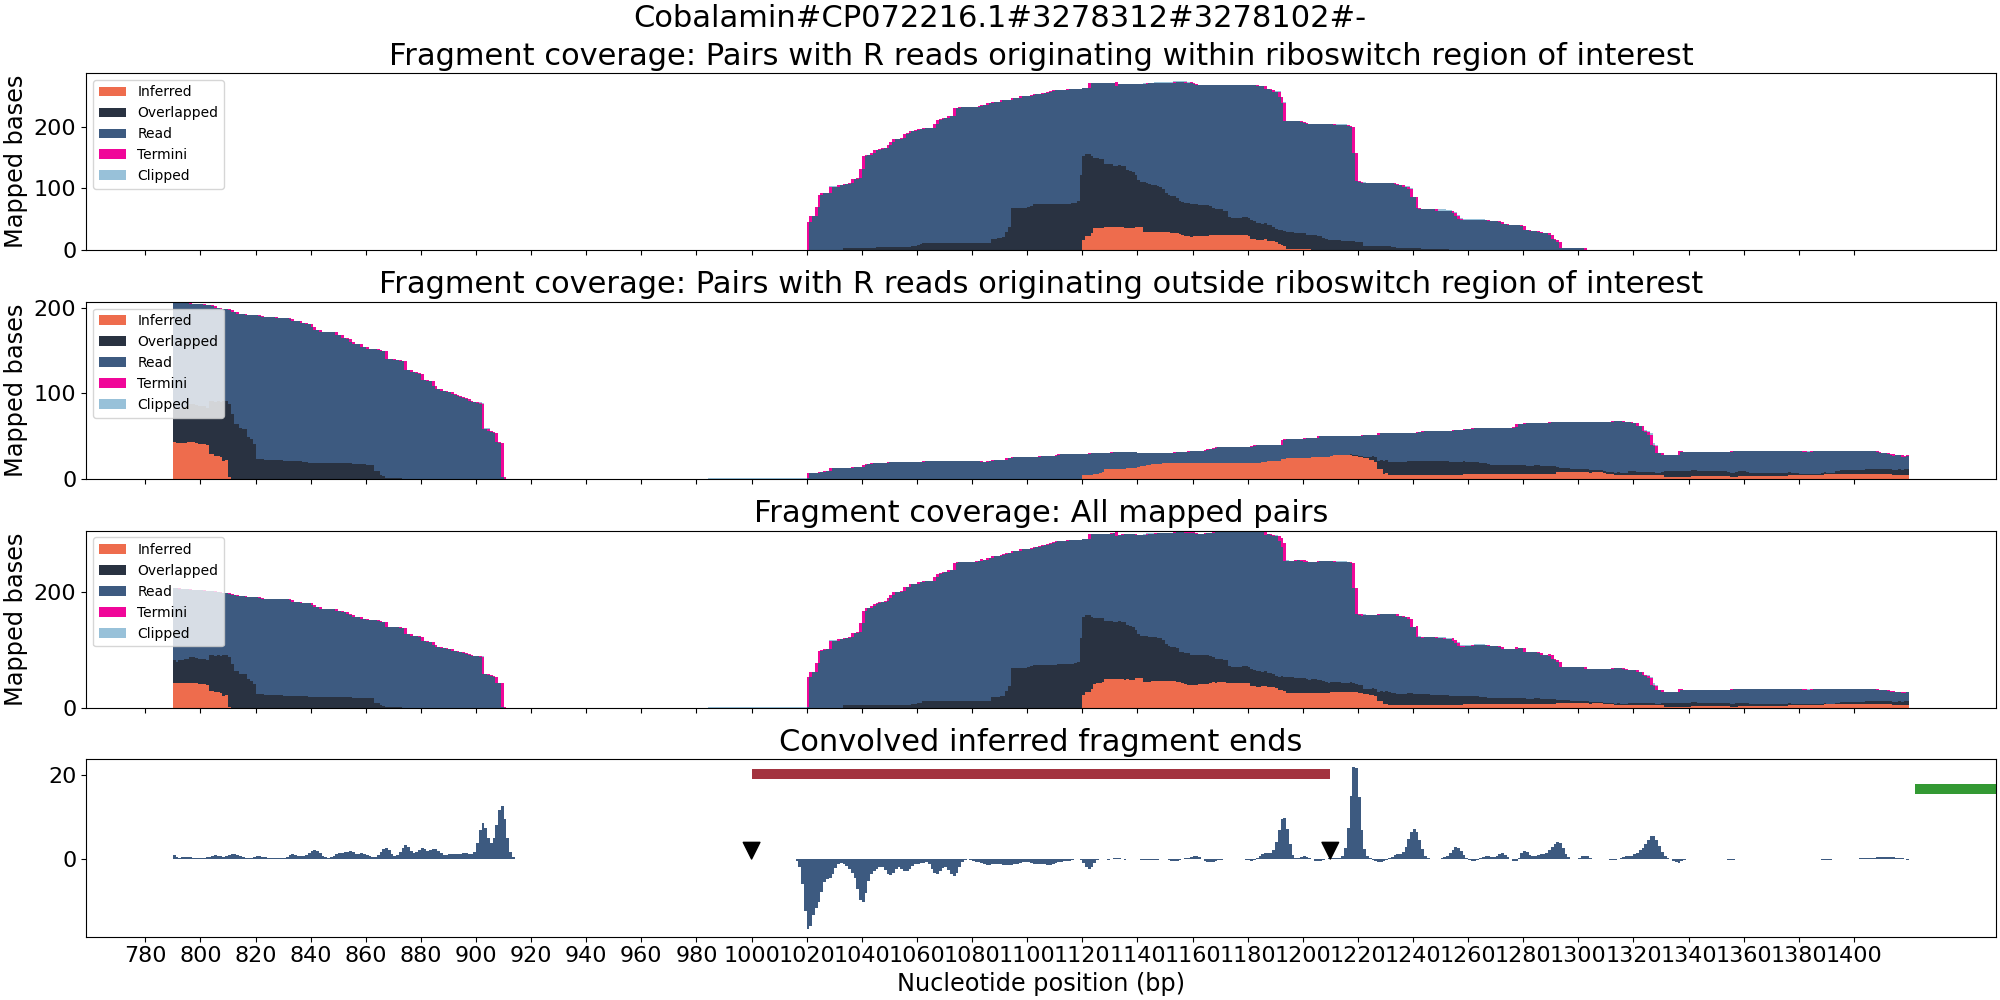 Cobalamin#CP072216.1#3278312#3278102#-
Fragment coverage: Pairs with R reads originating within riboswitch region of interest
Mapped bases
200
100
0
Inferred
Overlapped
Read
Termini
Clipped
Fragment coverage: Pairs with R reads originating outside riboswitch region of interest
Mapped bases
200
100
0
Inferred
Overlapped
Read
Termini
Clipped
Fragment coverage: All mapped pairs
Mapped bases
200
0
Inferred
Overlapped
Read
Termini
Clipped
Convolved inferred fragment ends
20
0
780 800 820 840 860 880 900 920 940 960 980 1000 1020 1040 1060 1080 1100 1120 1140 1160 1180 1200 1220 1240 1260 1280 1300 1320 1340 1360 1380 1400
Nucleotide position (bp)